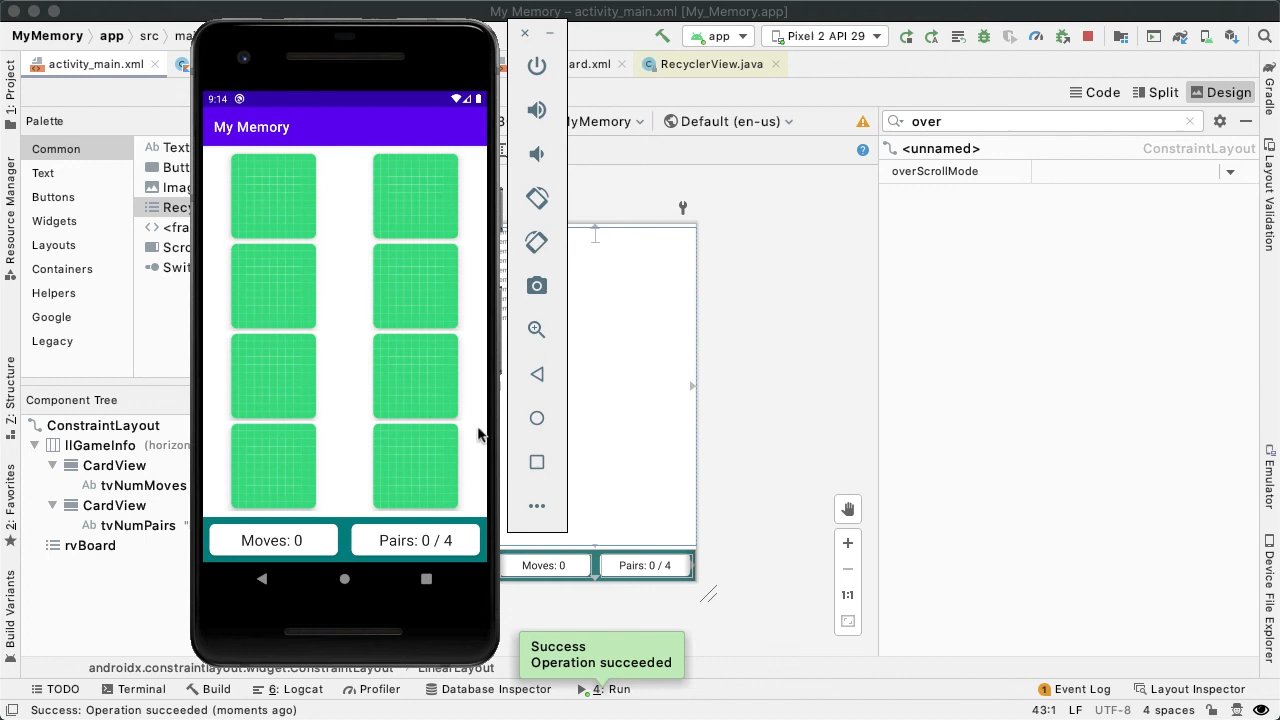 My Memory – activity_main.xml [My_Memory.app]
MyMemory
app
src
app
Pixel 2 API 29
activity_main.xml
RecyclerView.java
Code
Split
Design
Palette
MyMemory
Default (en-us)
over
Common
Text
Buttons
Widgets
Layouts
Containers
Helpers
Google
Legacy
Ab
<unnamed>
ConstraintLayout
overScrollMode
9:14
My Memory
Moves: 0
Pairs: 0 / 4
Component Tree
ConstraintLayout
llGameInfo
CardView
Ab tvNumMoves
CardView
Ab tvNumPairs "
rvBoard
Moves: 0
Pairs: 0 / 4
1:1
Success
Operation succeeded
androidx.constraintlayout.widget.ConstraintLayout
LinearLayout
TODO
Terminal
Build
6: Logcat
Profiler
Database Inspector
4: Run
1 Event Log
Layout Inspector
Success: Operation succeeded (moments ago)
43:1
LF
UTF-8
4 spaces
1: Project
Resource Manager
Z: Structure
2: Favorites
Build Variants
Gradle
Layout Validation
Emulator
Device File Explorer